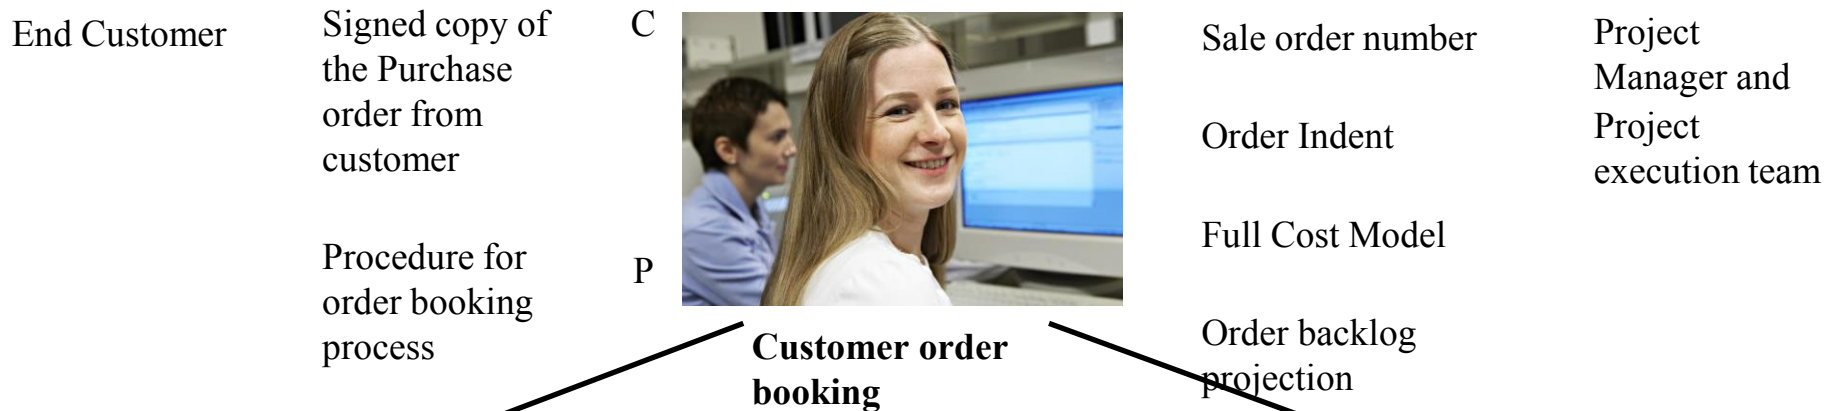 End Customer
Signed copy of
the Purchase
order from
customer
C
Procedure for
order booking
process
P
Customer order
booking
Sale order number
Order Indent
Full Cost Model
Order backlog
projection
Project
Manager and
Project
execution team